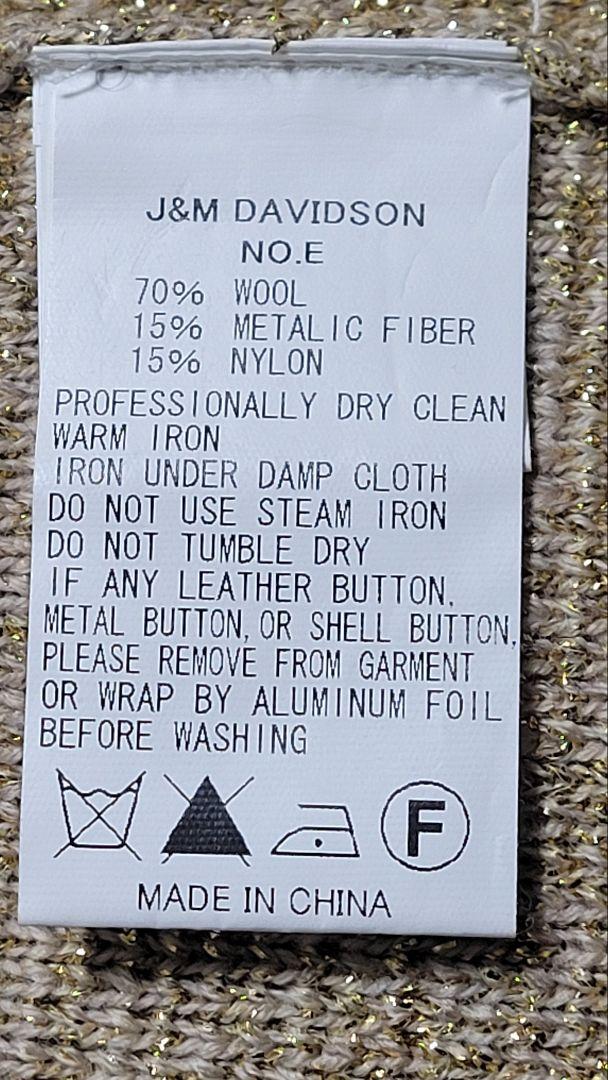 J&M DAVIDSON
NO.E
70% WOOL
15% METALIC FIBER
15% NYLON
PROFESSIONALLY DRY CLEAN
WARM IRON
IRON UNDER DAMP CLOTH
DO NOT USE STEAM IRON
DO NOT TUMBLE DRY
IF ANY LEATHER BUTTON,
METAL BUTTON, OR SHELL BUTTON,
PLEASE REMOVE FROM GARMENT
OR WRAP BY ALUMINUM FOIL
BEFORE WASHING
F
MADE IN CHINA